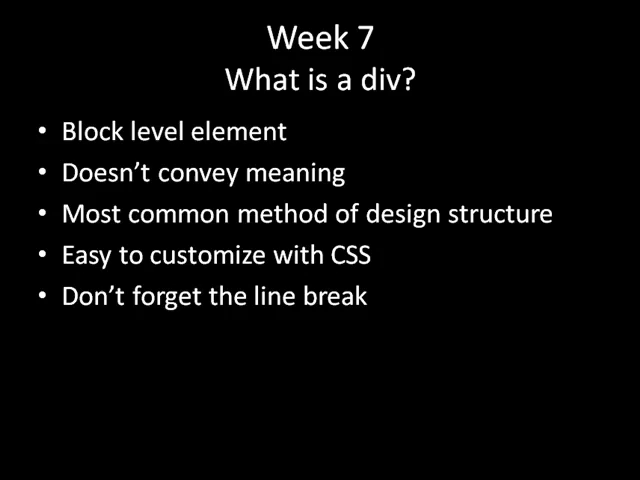 Week 7
What is a div?
• Block level element
• Doesn’t convey meaning
• Most common method of design structure
• Easy to customize with CSS
• Don’t forget the line break